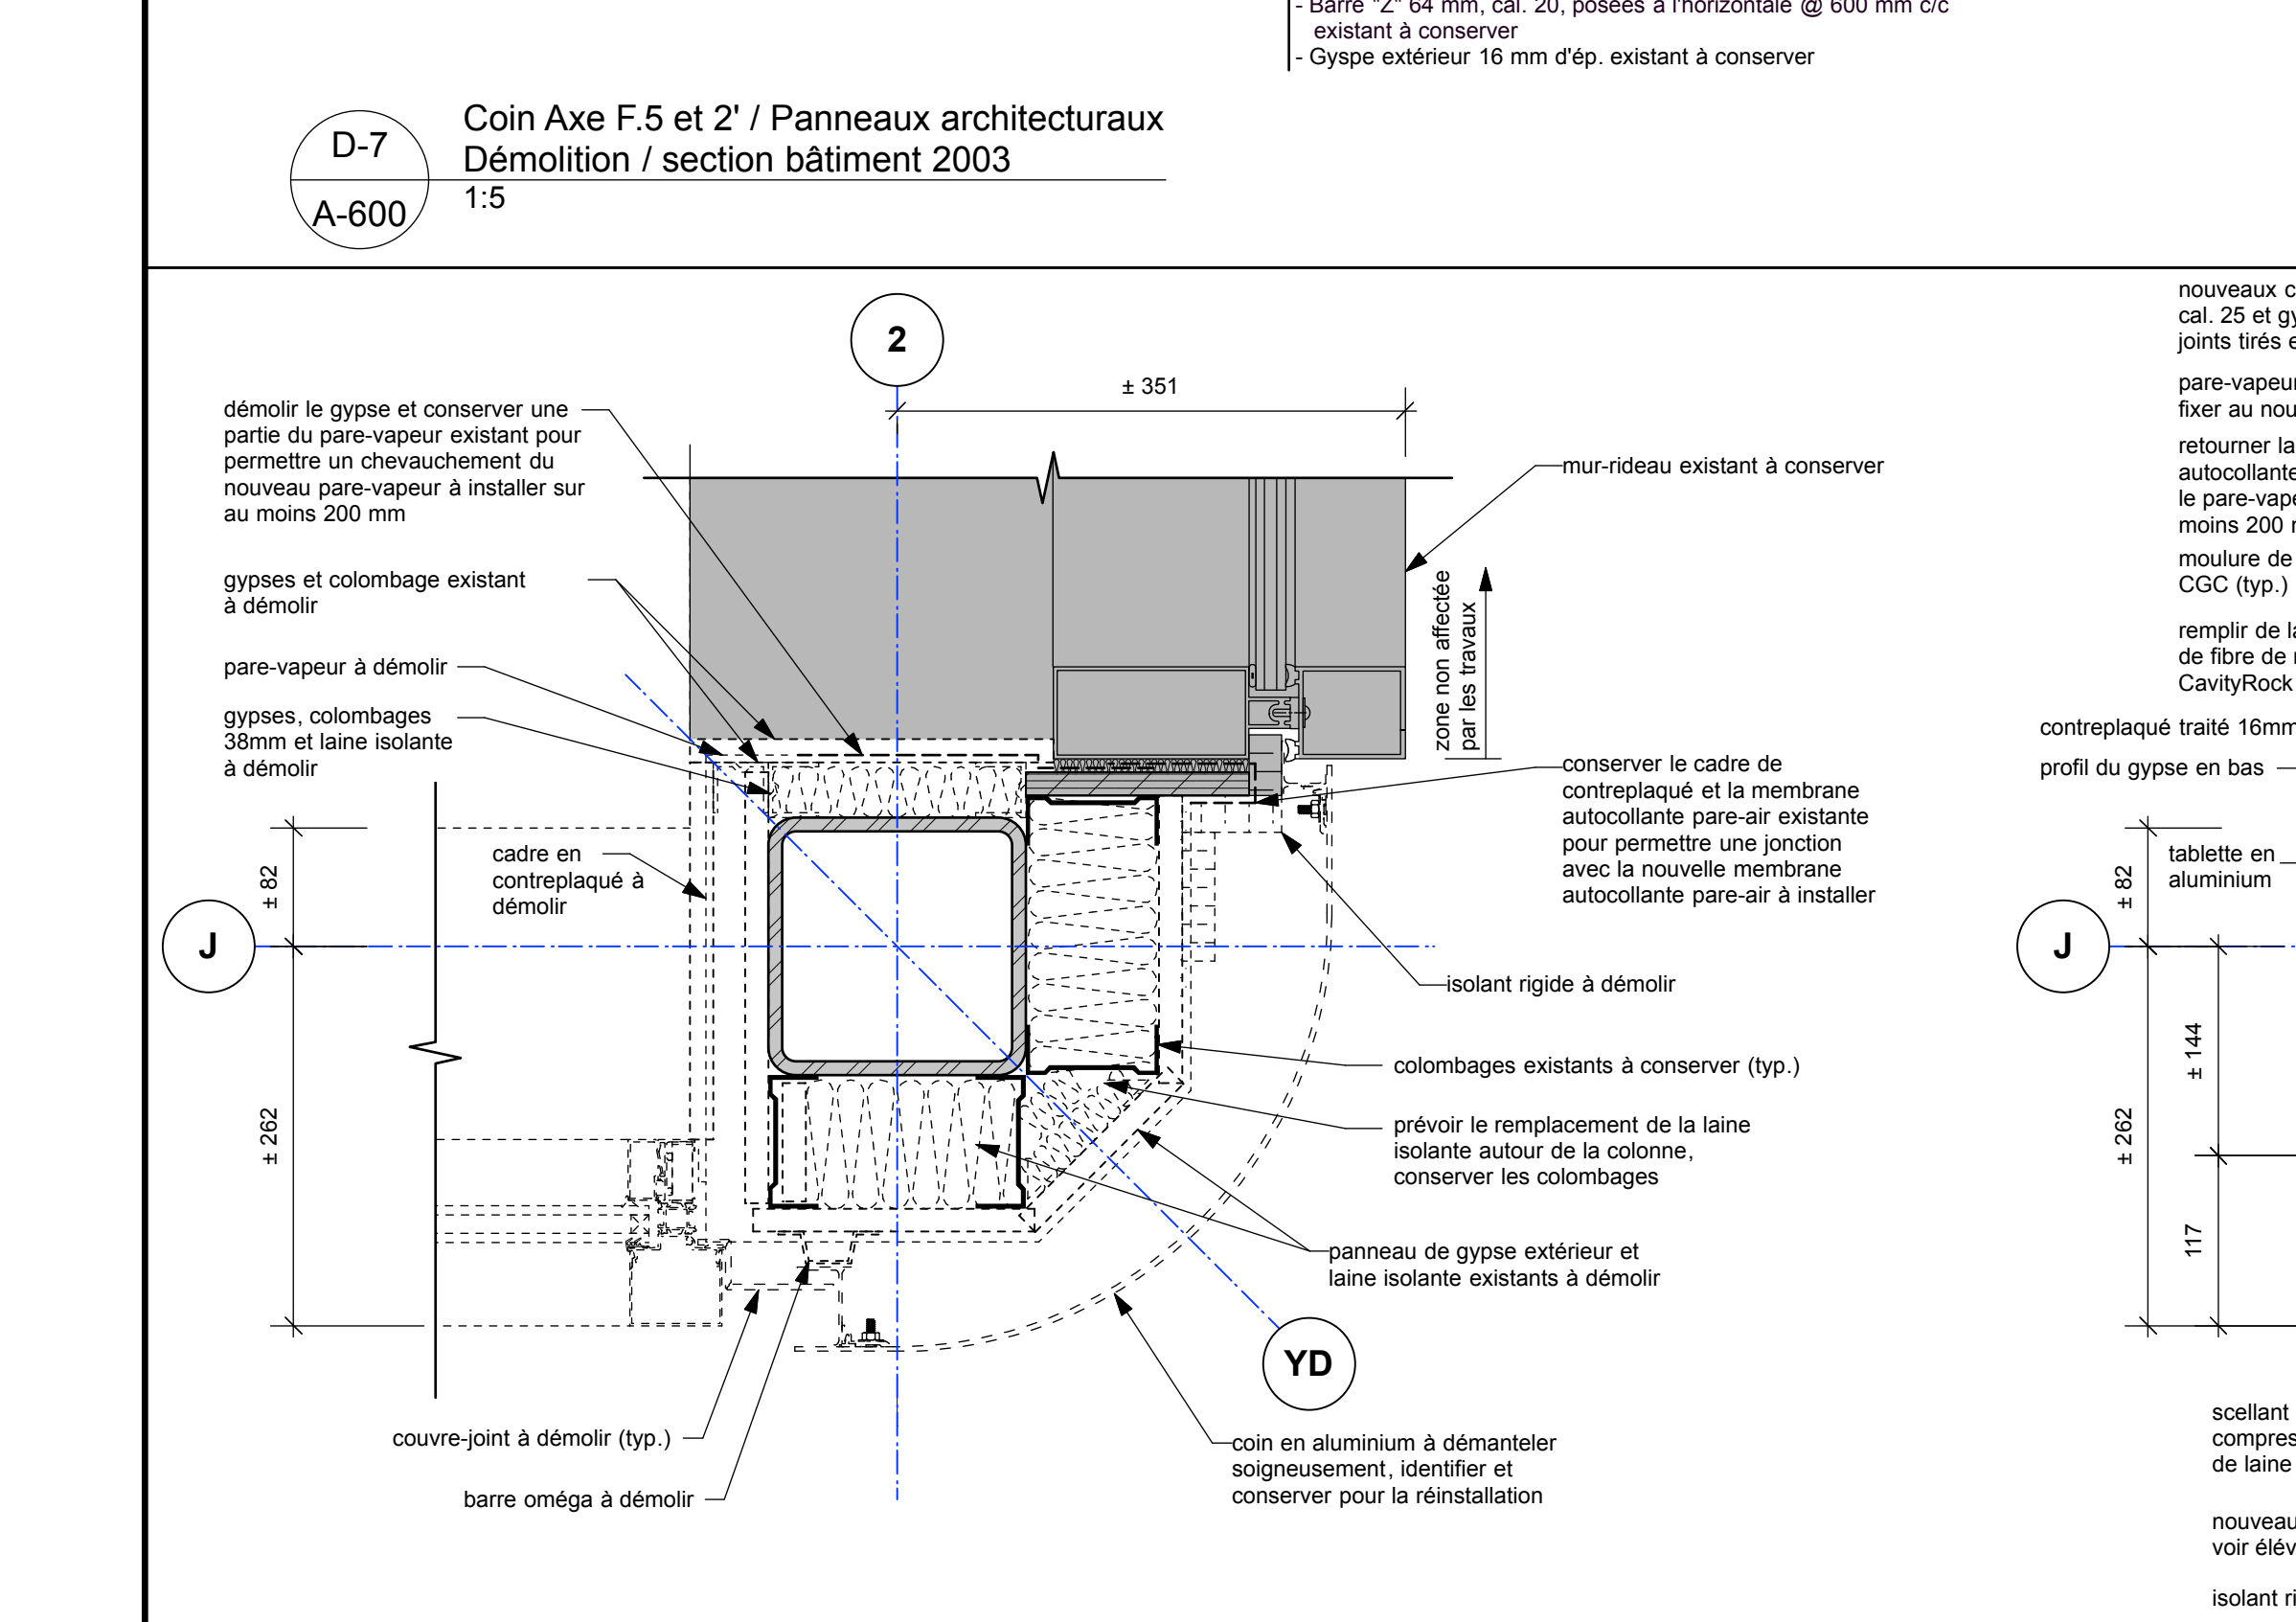 - Barre "Z" 64 mm, cal. 20, posées à l'horizontale @ 600 mm c/c
existant à conserver
- Gyspe extérieur 16 mm d'ép. existant à conserver
D-7
A-600
Coin Axe F.5 et 2' / Panneaux architecturaux
Démolition / section bâtiment 2003
1:5
2
± 351
démolir le gypse et conserver une
partie du pare-vapeur existant pour
permettre un chevauchement du
nouveau pare-vapeur à installer sur
au moins 200 mm
gypses et colombage existant
à démolir
pare-vapeur à démolir
gypses, colombages
38mm et laine isolante
à démolir
cadre en
contreplaqué à
démolir
± 82
J
± 262
couvre-joint à démolir (typ.)
barre oméga à démolir
mur-rideau existant à conserver
zone non affectée
par les travaux
conserver le cadre de
contreplaqué et la membrane
autocollante pare-air existante
pour permettre une jonction
avec la nouvelle membrane
autocollante pare-air à installer
isolant rigide à démolir
colombages existants à conserver (typ.)
prévoir le remplacement de la laine
isolante autour de la colonne,
conserver les colombages
panneau de gypse extérieur et
laine isolante existants à démolir
YD
coin en aluminium à démanteler
soigneusement, identifier et
conserver pour la réinstallation
nouveaux
cal. 25 et
joints tirés
pare-vapeur
fixer au
retourner la
autocollante
le
moins 200
moulure de
CGC (typ.)
remplir de
de fibre de
CavityRock
contreplaqué traité 16mm
profil du gypse en bas
tablette en
aluminium
± 82
J
± 144
± 262
117
scellant
de laine
voir
isolant